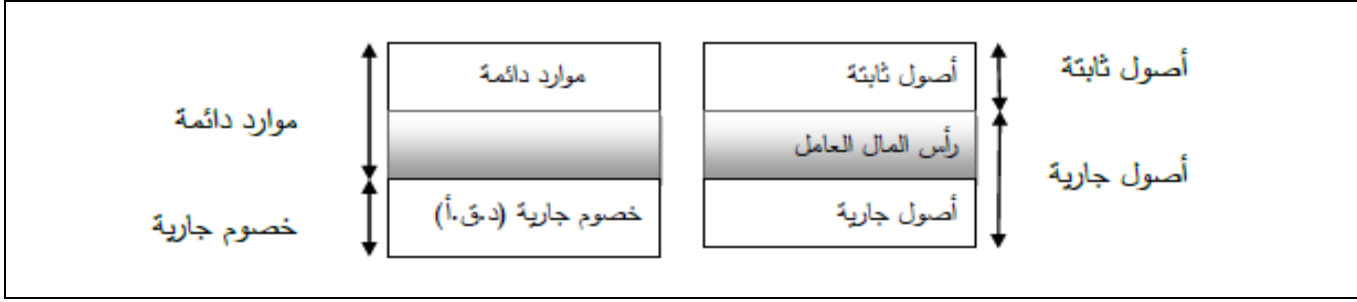 أصول ثابتة
أصول ثابتة
موارد دائمة
موارد دائمة
رأس المال العامل
أصول جارية
أصول جارية
خصوم جارية (د.ق.أ)
خصوم جارية